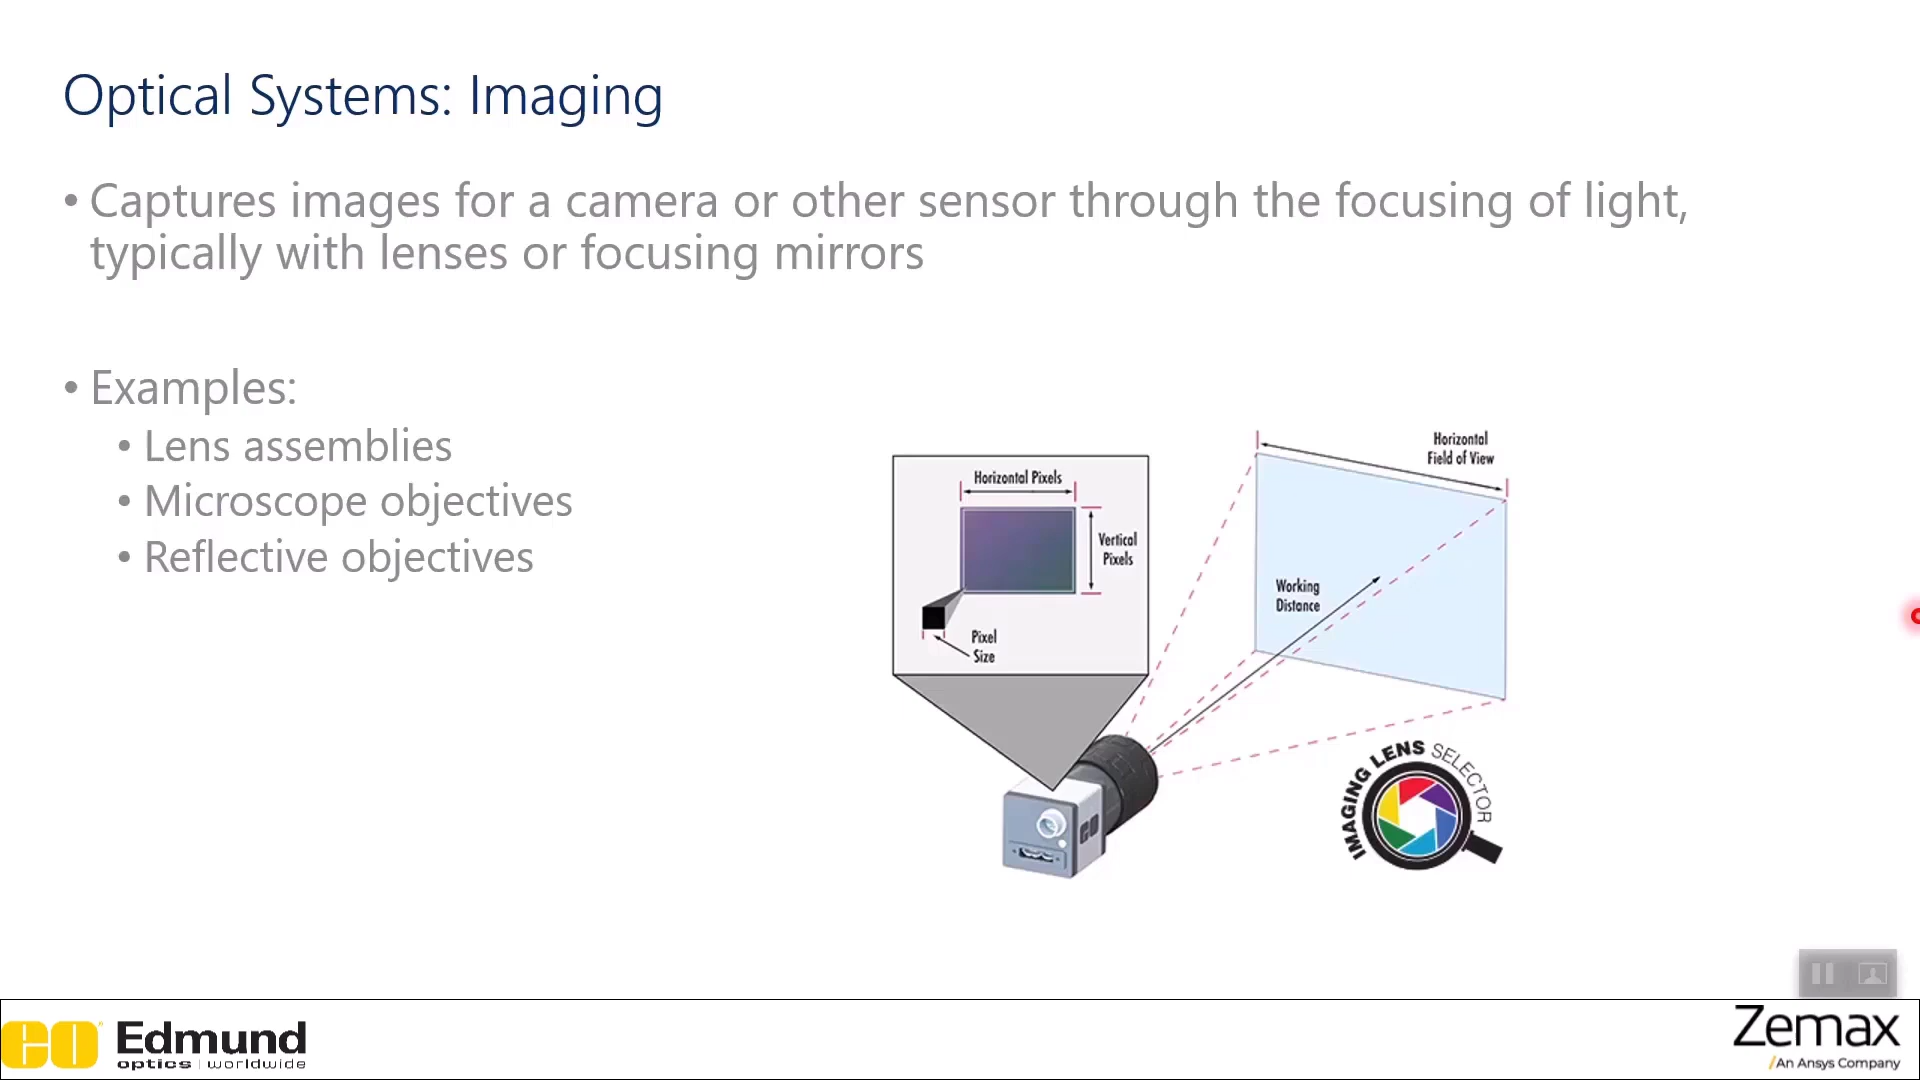 Optical Systems: Imaging
• Captures images for a camera or other sensor through the focusing of light,
typically with lenses or focusing mirrors
• Examples:
• Lens assemblies
• Microscope objectives
• Reflective objectives
Horizontal Pixels
Vertical
Pixels
Pixel
Size
Horizontal
Field of View
Working
Distance
EO
IMAGING LENS SELECTOR
EO Edmund
optics | worldwide
Zemax
/An Ansys Company